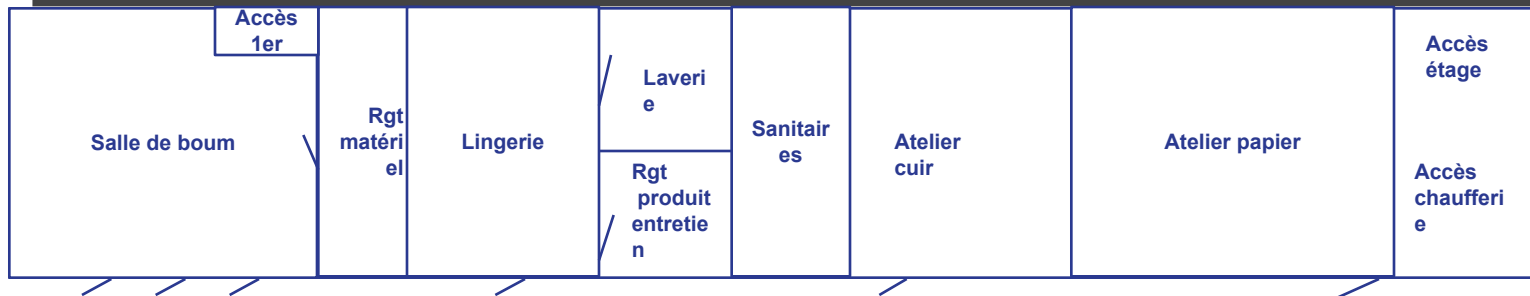 Accès
1er
Salle de boum
Rgt
matéri
el
Lingerie
Laveri
e
Rgt
produit
entretie
n
Sanitair
es
Atelier
cuir
Atelier papier
Accès
étage
Accès
chaufferi
e